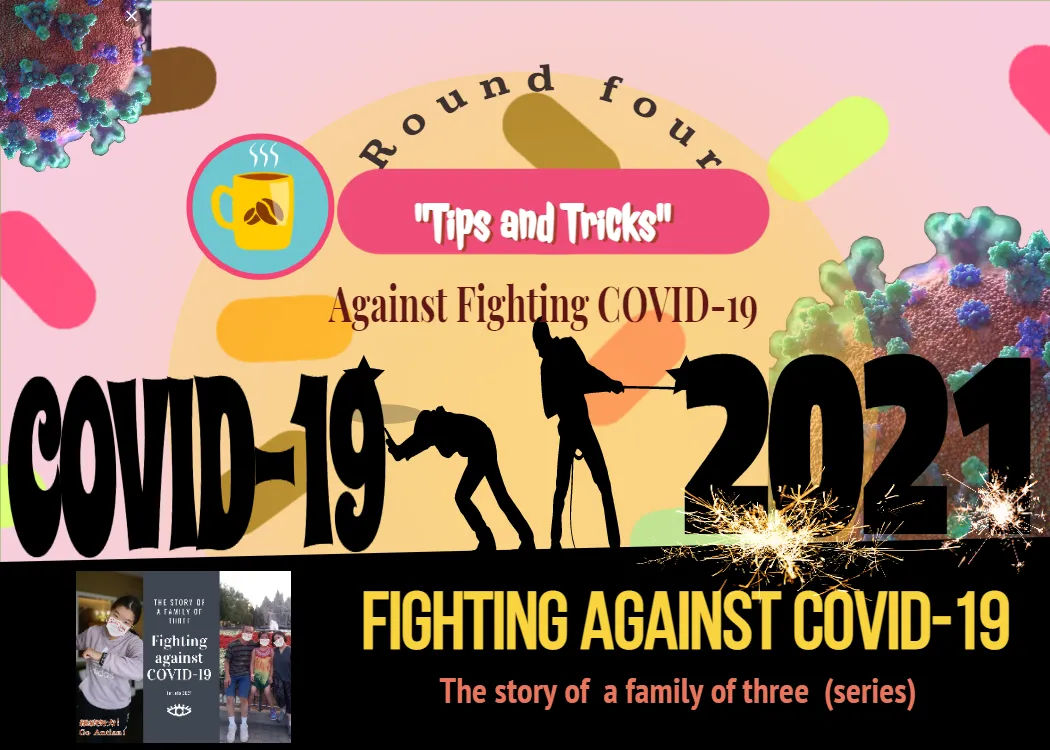 Round four
"Tips and Tricks"
Against Fighting COVID-19
COVID-19
2021
FIGHTING AGAINST COVID-19
The story of a family of three (series)
THE STORY OF
A FAMILY OF
THREE
Fighting
against
COVID-19
Go Antian!